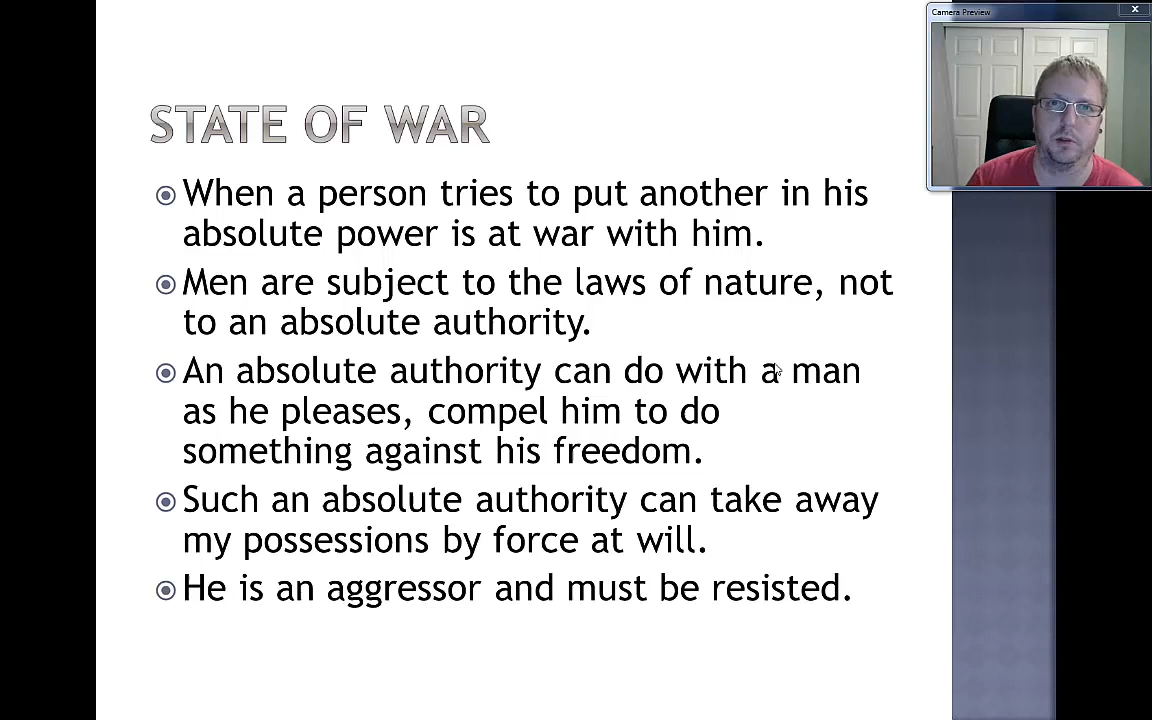 Camera Preview
STATE OF WAR
When a person tries to put another in his
absolute power is at war with him.
Men are subject to the laws of nature, not
to an absolute authority.
An absolute authority can do with a man
as he pleases, compel him to do
something against his freedom.
Such an absolute authority can take away
my possessions by force at will.
He is an aggressor and must be resisted.